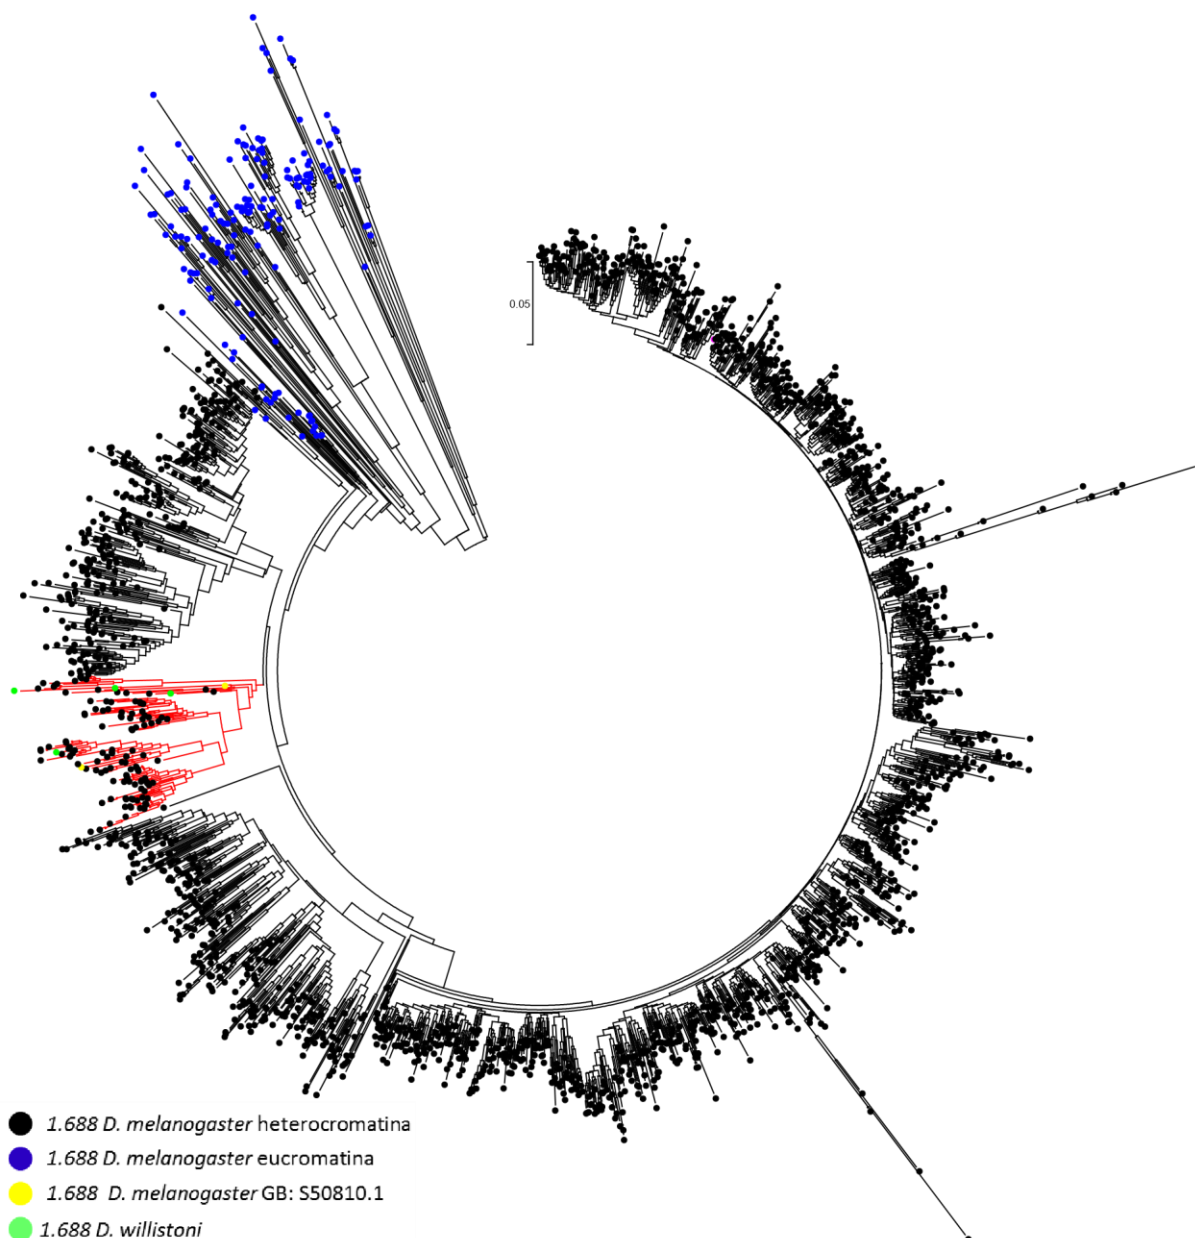 0.05
1.688 D. melanogaster heterocromatina
1.688 D. melanogaster eucromatina
1.688 D. melanogaster GB: S50810.1
1.688 D. willistoni